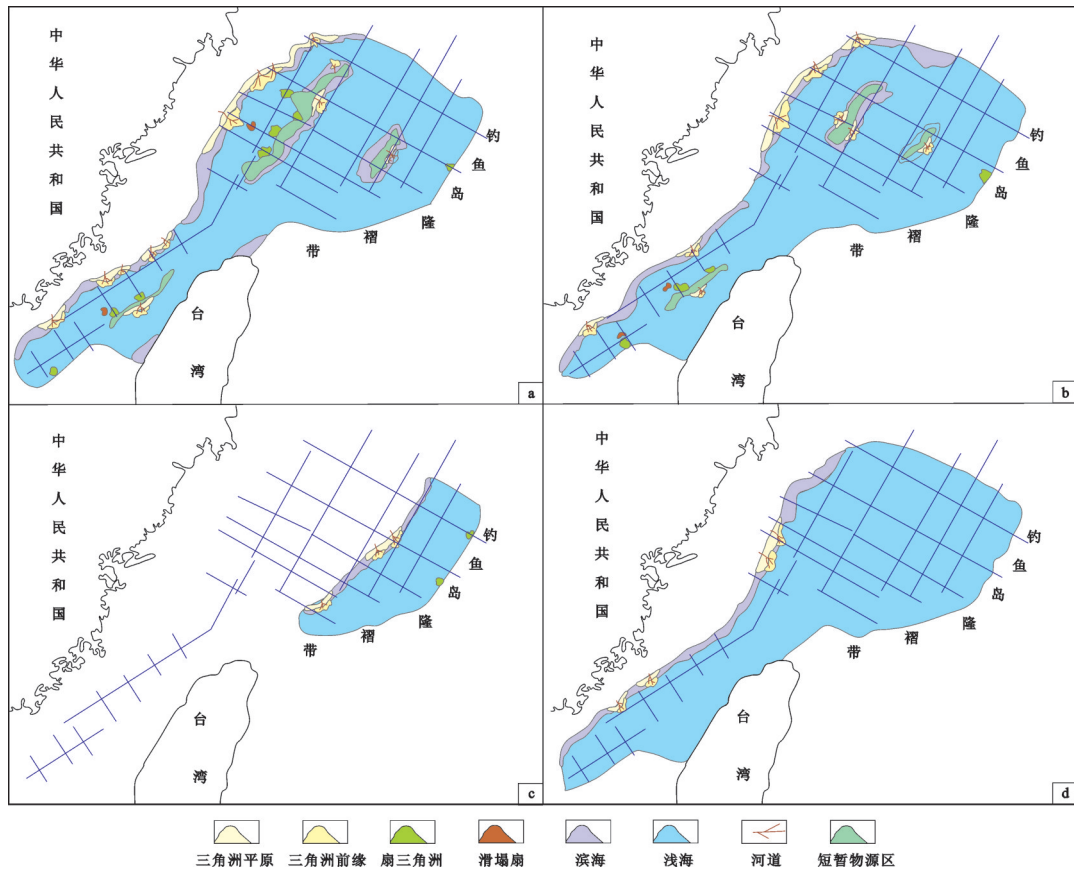 中华人民共和国
钓鱼岛隆褶带
台湾
a
中华人民共和国
钓鱼岛隆褶带
台湾
b
中华人民共和国
钓鱼岛隆褶带
台湾
c
中华人民共和国
钓鱼岛隆褶带
台湾
d
三角洲平原 三角洲前缘 扇三角洲 滑塌扇 滨海 浅海 河道 短暂物源区